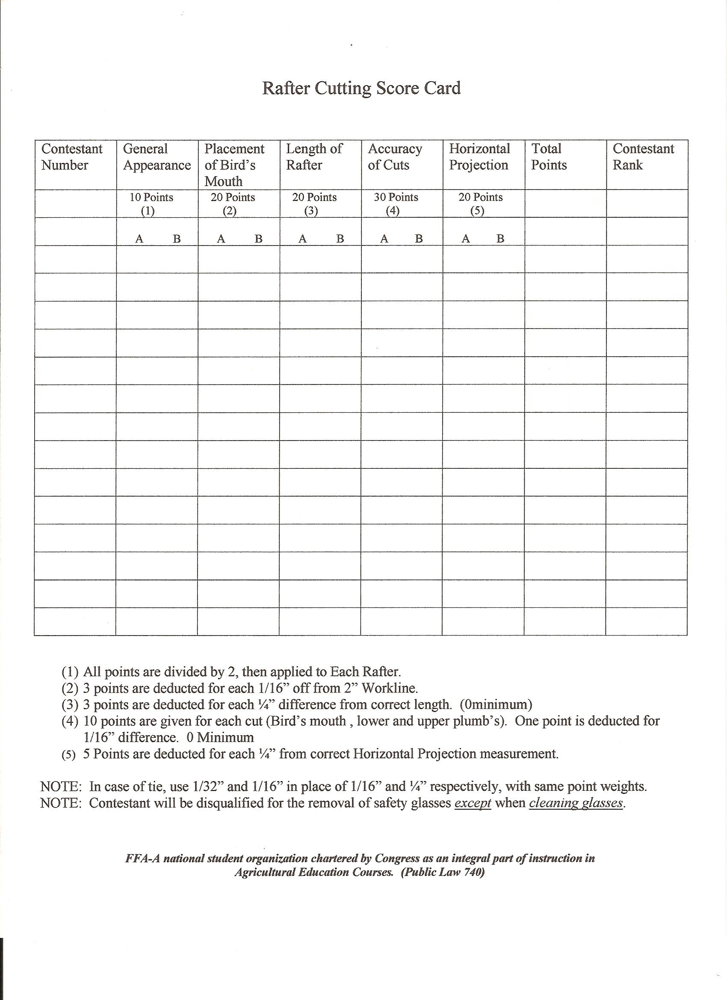 Rafter Cutting Score Card
Contestant Number
General Appearance
Placement of Bird's Mouth
Length of Rafter
Accuracy of Cuts
Horizontal Projection
Total Points
Contestant Rank
10 Points (1)
20 Points (2)
20 Points (3)
30 Points (4)
20 Points (5)
A B A B A B A B A B
(1) All points are divided by 2, then applied to Each Rafter.
(2) 3 points are deducted for each 1/16” off from 2” Workline.
(3) 3 points are deducted for each ¼” difference from correct length. (0minimum)
(4) 10 points are given for each cut (Bird's mouth , lower and upper plumb's). One point is deducted for
1/16” difference. 0 Minimum
(5) 5 Points are deducted for each ¼” from correct Horizontal Projection measurement.
NOTE: In case of tie, use 1/32” and 1/16” in place of 1/16” and ¼” respectively, with same point weights.
NOTE: Contestant will be disqualified for the removal of safety glasses except when cleaning glasses.
FFA-A national student organization chartered by Congress as an integral part of instruction in
Agricultural Education Courses. (Public Law 740)